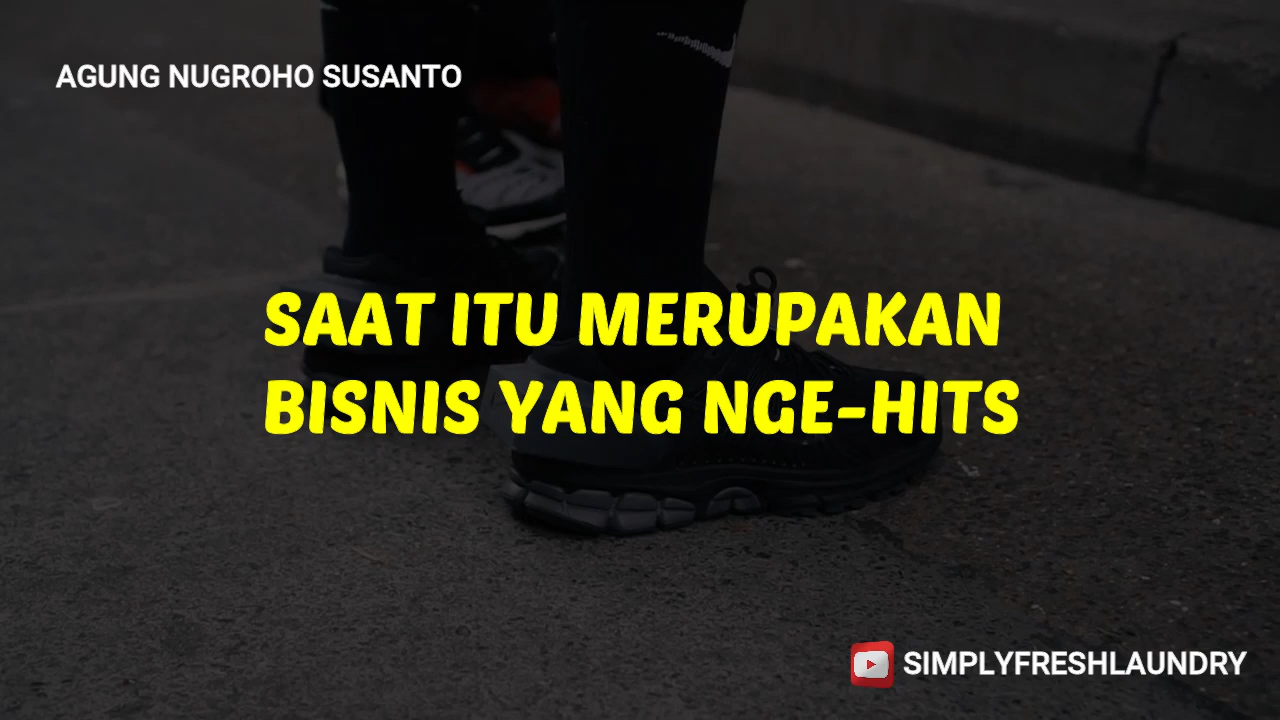 AGUNG NUGROHO SUSANTO
SAAT ITU MERUPAKAN
BISNIS YANG NGE-HITS
SIMPLYFRESHLAUNDRY